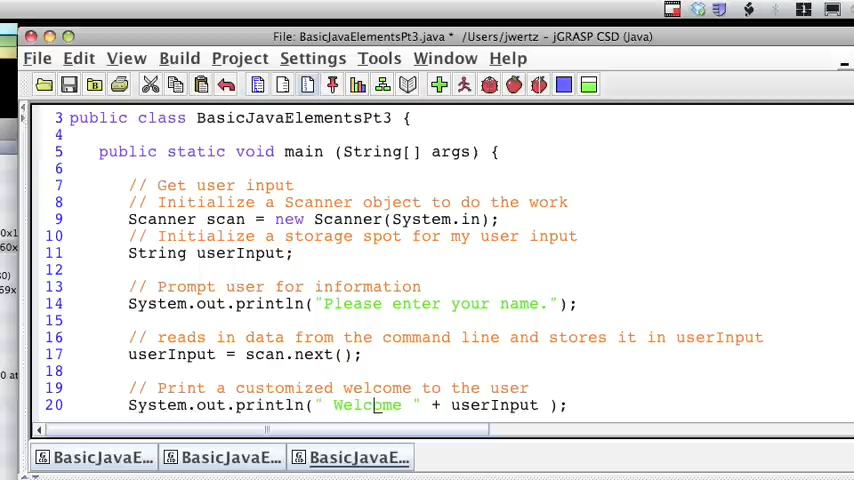 File: BasicJavaElementsPt3.java * /Users/jwertz - jGRASP CSD (Java)
File Edit View Build Project Settings Tools Window Help
3 public class BasicJavaElementsPt3 {
4
5 public static void main (String[] args) {
6
7 // Get user input
8 // Initialize a Scanner object to do the work
9 Scanner scan = new Scanner(System.in);
10 // Initialize a storage spot for my user input
11 String userInput;
12
13 // Prompt user for information
14 System.out.println("Please enter your name.");
15
16 // reads in data from the command line and stores it in userInput
17 userInput = scan.next();
18
19 // Print a customized welcome to the user
20 System.out.println(" Welcome " + userInput );
BasicJavaE... BasicJavaE... BasicJavaE...